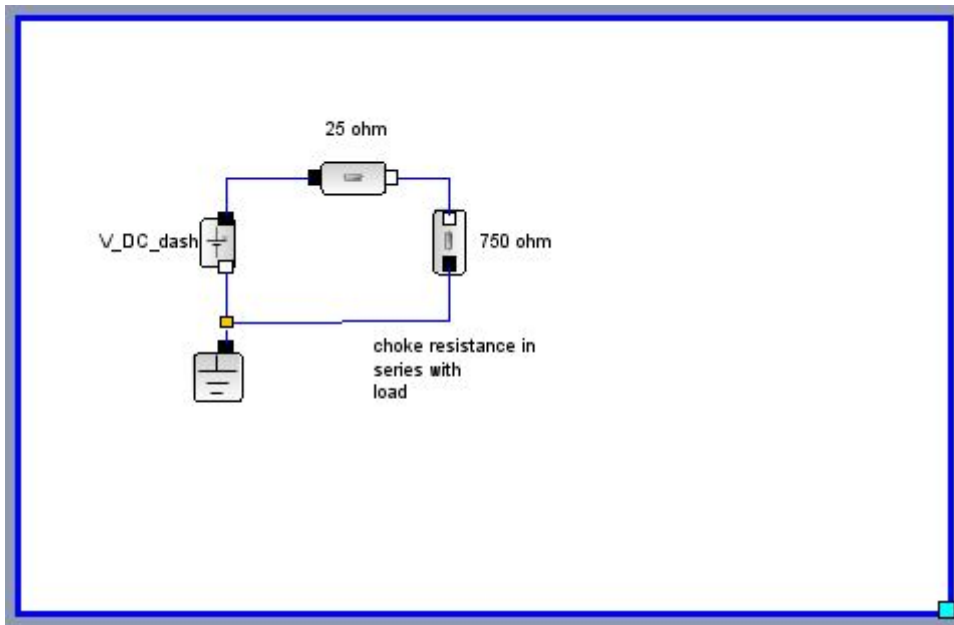 25 ohm
V_DC_dash
750 ohm
choke resistance in
series with
load